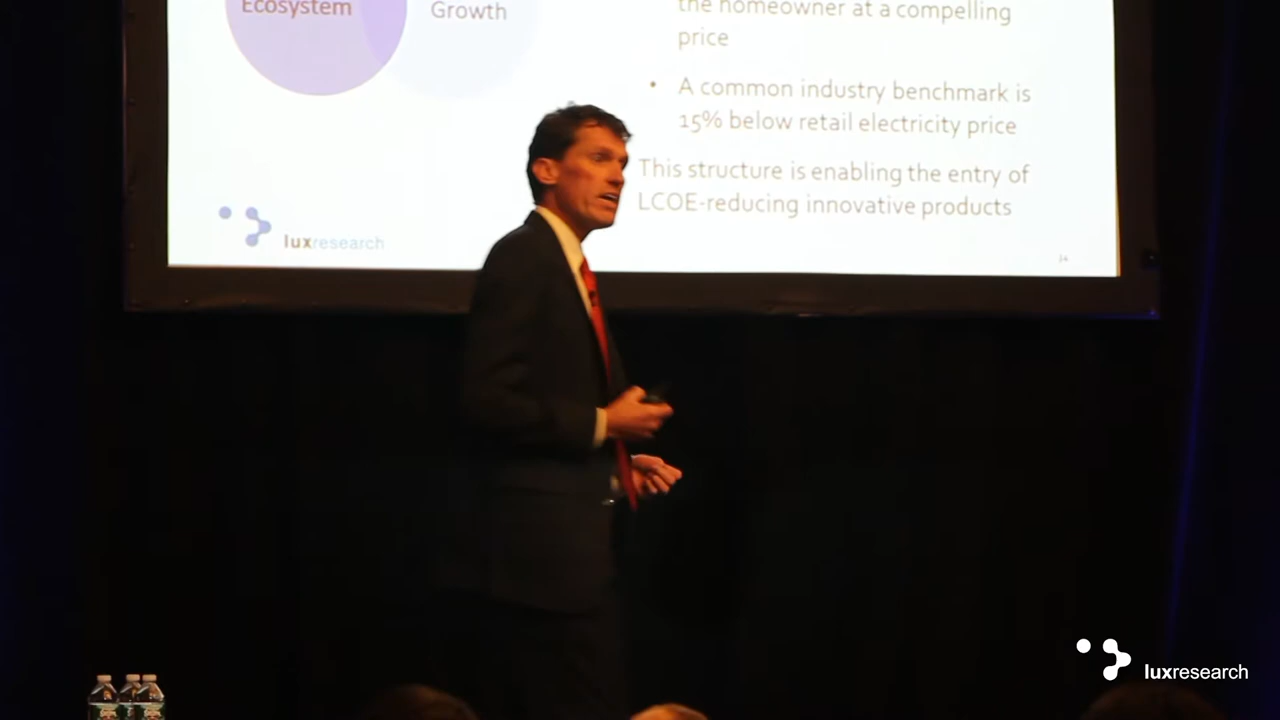 Ecosystem
Growth
the homeowner at a compelling
price
• A common industry benchmark is
15% below retail electricity price
This structure is enabling the entry of
LCOE-reducing innovative products
luxresearch
luxresearch